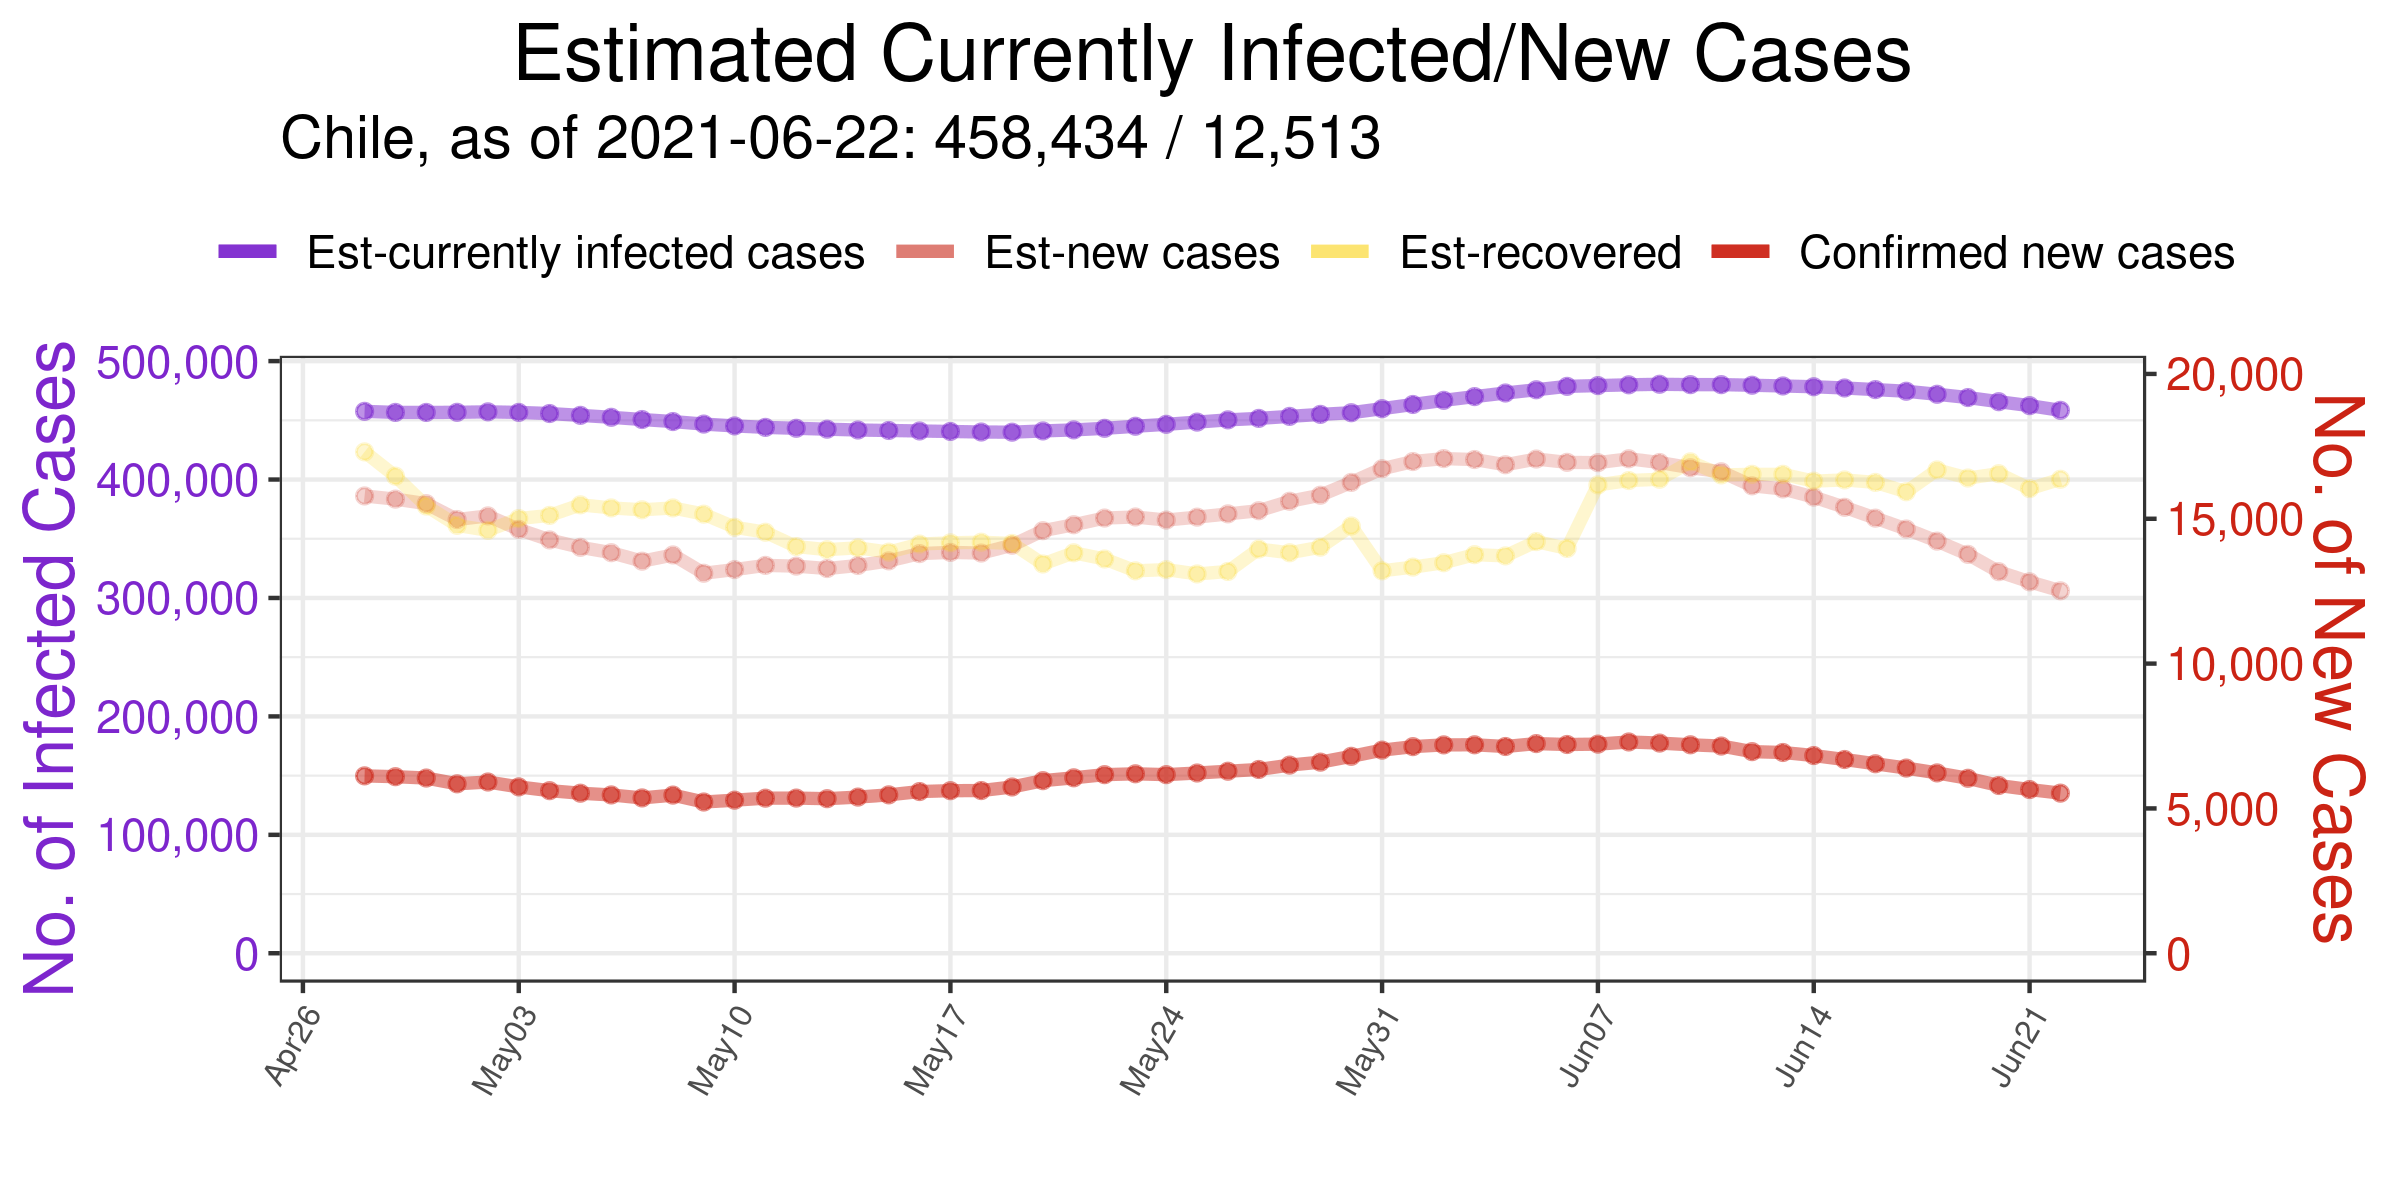 Estimated Currently Infected/New Cases
Chile, as of 2021-06-22: 458,434 / 12,513
Est-currently infected cases
Est-new cases
Est-recovered
Confirmed new cases
No. of Infected Cases
500,000
400,000
300,000
200,000
100,000
0
20,000
15,000
10,000
5,000
0
No. of New Cases
Apr26
May03
May10
May17
May24
May31
Jun07
Jun14
Jun21